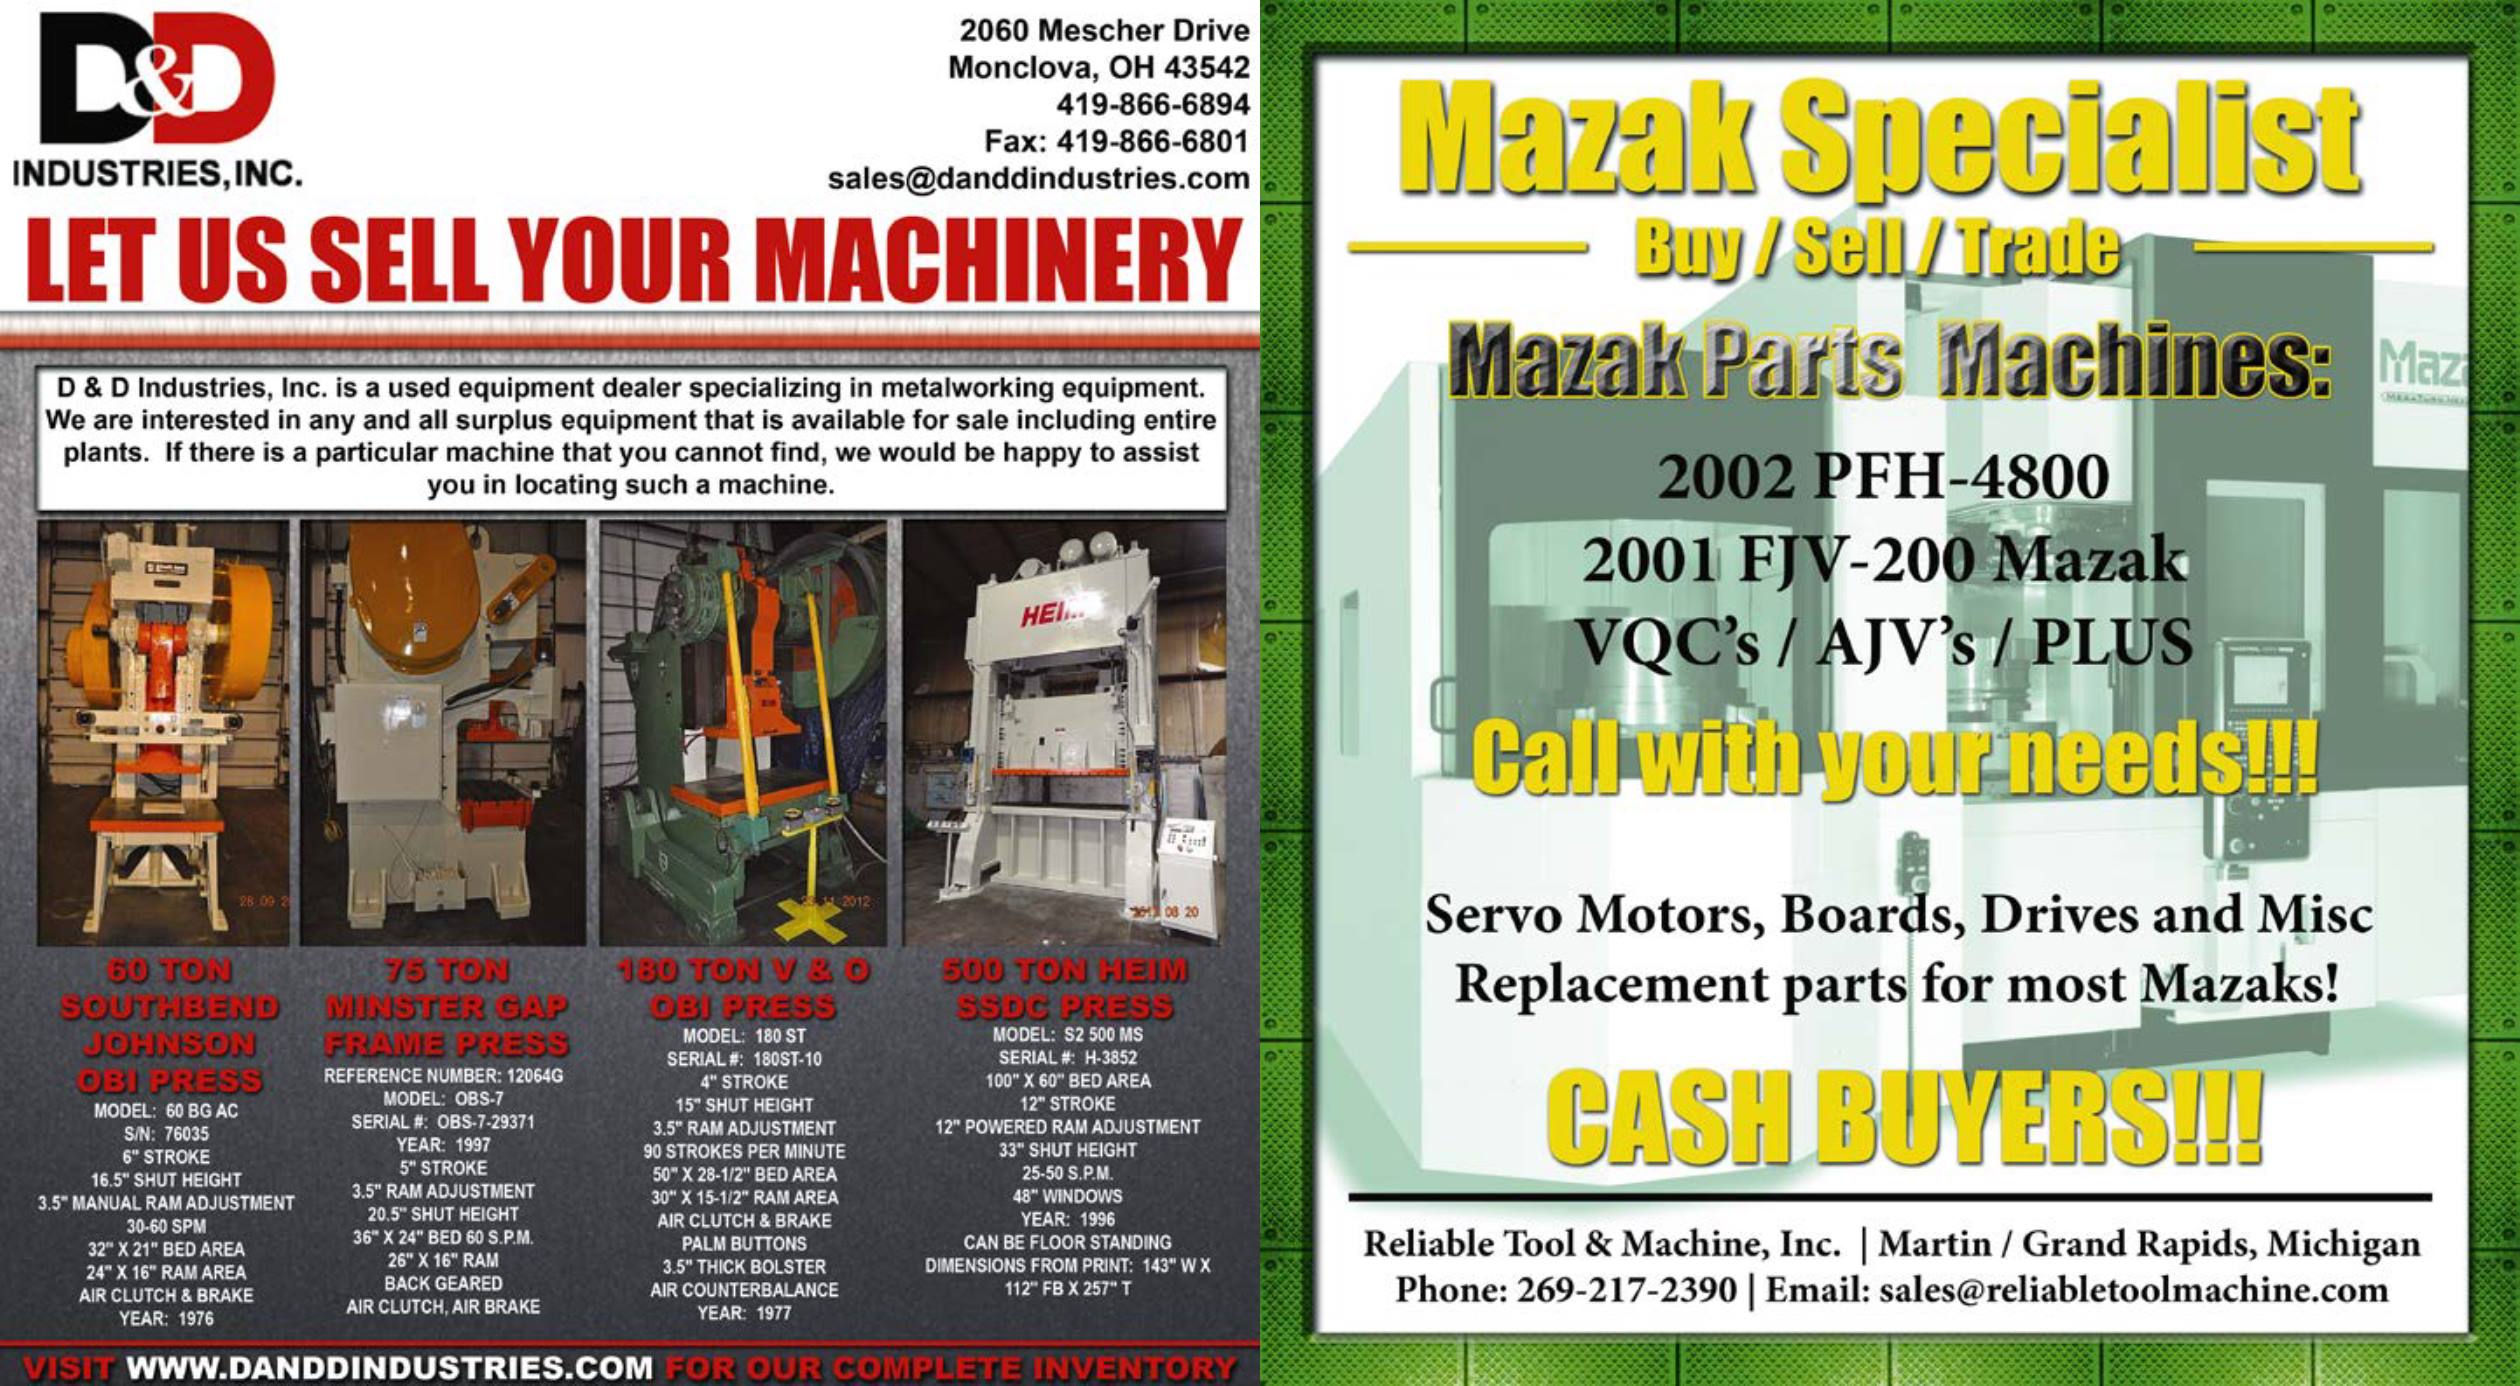 D&D
INDUSTRIES, INC.
2060 Mescher Drive
Monclova, OH 43542
419-866-6894
Fax: 419-866-6801
sales@danddindustries.com
LET US SELL YOUR MACHINERY
D & D Industries, Inc. is a used equipment dealer specializing in metalworking equipment.
We are interested in any and all surplus equipment that is available for sale including entire
plants. If there is a particular machine that you cannot find, we would be happy to assist
you in locating such a machine.
28 09
11 2012
HEI
08 20
60 TON
SOUTHBEND
JOHNSON
OBI PRESS
MODEL: 60 BG AC
S/N: 76035
6" STROKE
16.5" SHUT HEIGHT
3.5" MANUAL RAM ADJUSTMENT
30-60 SPM
32" X 21" BED AREA
24" X 16" RAM AREA
AIR CLUTCH & BRAKE
YEAR: 1976
75 TON
MINSTER GAP
FRAME PRESS
REFERENCE NUMBER: 12064G
MODEL: OBS-7
SERIAL #: OBS-7-29371
YEAR: 1997
5" STROKE
3.5" RAM ADJUSTMENT
20.5" SHUT HEIGHT
36" X 24" BED 60 S.P.M.
26" X 16" RAM
BACK GEARED
AIR CLUTCH, AIR BRAKE
180 TON V & O
OBI PRESS
MODEL: 180 ST
SERIAL #: 180ST-10
4" STROKE
15" SHUT HEIGHT
3.5" RAM ADJUSTMENT
90 STROKES PER MINUTE
50" X 28-1/2" BED AREA
30" X 15-1/2" RAM AREA
AIR CLUTCH & BRAKE
PALM BUTTONS
3.5" THICK BOLSTER
AIR COUNTERBALANCE
YEAR: 1977
500 TON HEIM
SSDC PRESS
MODEL: S2 500 MS
SERIAL #: H-3852
100" X 60" BED AREA
12" STROKE
12" POWERED RAM ADJUSTMENT
33" SHUT HEIGHT
25-50 S.P.M.
48" WINDOWS
YEAR: 1996
CAN BE FLOOR STANDING
DIMENSIONS FROM PRINT: 143" W X
112" FB X 257" T
VISIT WWW.DANDDINDUSTRIES.COM FOR OUR COMPLETE INVENTORY
Mazak Specialist
Buy / Sell / Trade
Mazak Parts Machines:
Maz
2002 PFH-4800
2001 FJV-200 Mazak
VQC's / AJV's / PLUS
Call with your needs!!!
Servo Motors, Boards, Drives and Misc
Replacement parts for most Mazaks!
CASH BUYERS!!!
Reliable Tool & Machine, Inc. | Martin / Grand Rapids, Michigan
Phone: 269-217-2390 | Email: sales@reliabletoolmachine.com